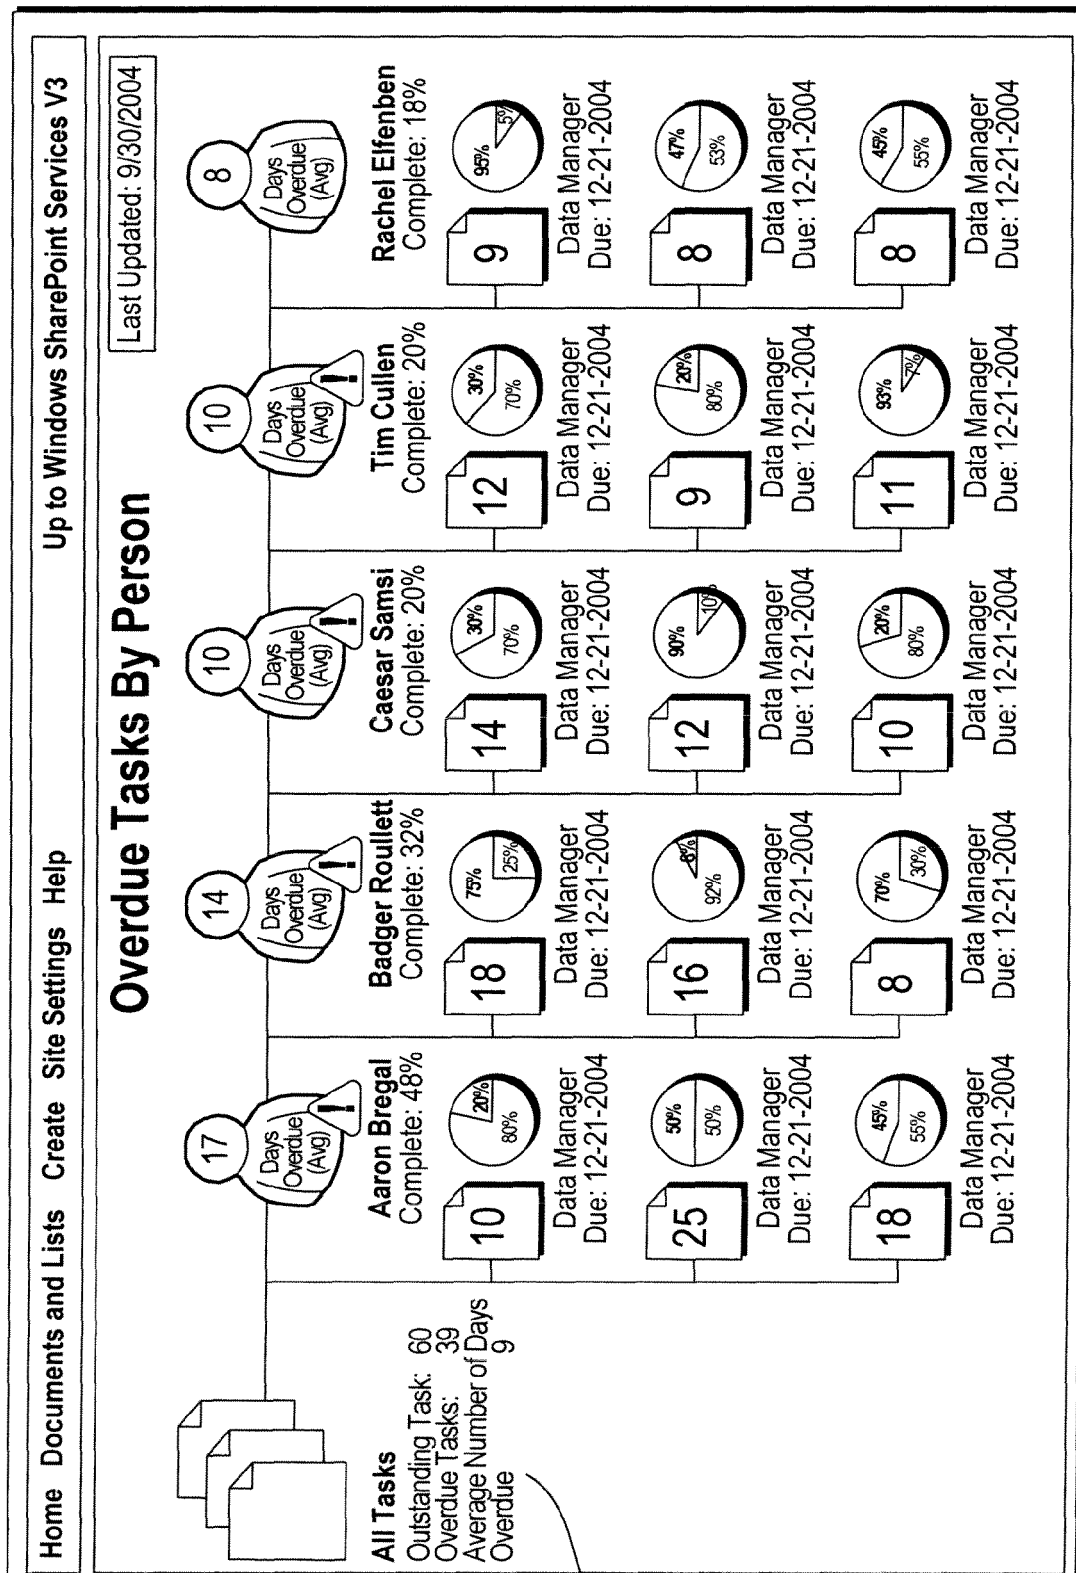 Home Documents and Lists Create Site Settings Help Up to Windows SharePoint Services V3
Overdue Tasks By Person
Last Updated: 9/30/2004
All Tasks
Outstanding Task: 60
Overdue Tasks: 39
Average Number of Days
Overdue 9
17
Days
Overdue
(Avg)
!
Aaron Bregal
Complete: 48%
10
20%
80%
Data Manager
Due: 12-21-2004
25
50%
50%
Data Manager
Due: 12-21-2004
18
45%
55%
Data Manager
Due: 12-21-2004
14
Days
Overdue
(Avg)
!
Badger Roullett
Complete: 32%
18
75%
25%
Data Manager
Due: 12-21-2004
16
8%
92%
Data Manager
Due: 12-21-2004
8
70%
30%
Data Manager
Due: 12-21-2004
10
Days
Overdue
(Avg)
!
Caesar Samsi
Complete: 20%
14
30%
70%
Data Manager
Due: 12-21-2004
12
90%
10%
Data Manager
Due: 12-21-2004
10
20%
80%
Data Manager
Due: 12-21-2004
10
Days
Overdue
(Avg)
!
Tim Cullen
Complete: 20%
12
30%
70%
Data Manager
Due: 12-21-2004
9
20%
80%
Data Manager
Due: 12-21-2004
11
93%
7%
Data Manager
Due: 12-21-2004
8
Days
Overdue
(Avg)
Rachel Elfenben
Complete: 18%
9
95%
5%
Data Manager
Due: 12-21-2004
8
47%
53%
Data Manager
Due: 12-21-2004
8
45%
55%
Data Manager
Due: 12-21-2004